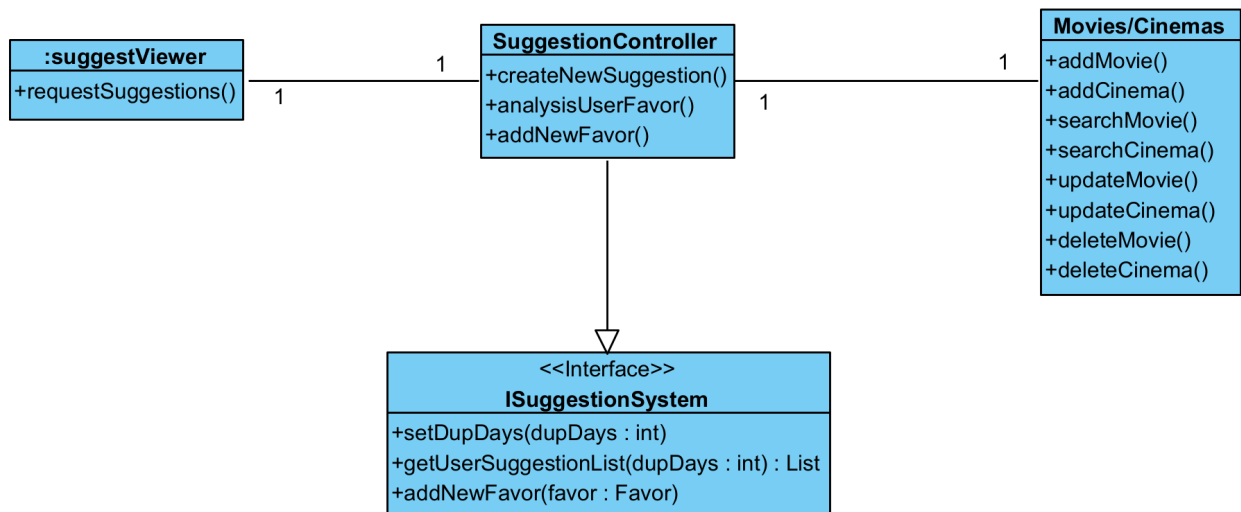 :suggestViewer
+requestSuggestions()
1
1
SuggestionController
+createNewSuggestion()
+analysisUserFavor()
+addNewFavor()
1
1
Movies/Cinemas
+addMovie()
+addCinema()
+searchMovie()
+searchCinema()
+updateMovie()
+updateCinema()
+deleteMovie()
+deleteCinema()
<<Interface>>
ISuggestionSystem
+setDupDays(dupDays : int)
+getUserSuggestionList(dupDays : int) : List
+addNewFavor(favor : Favor)